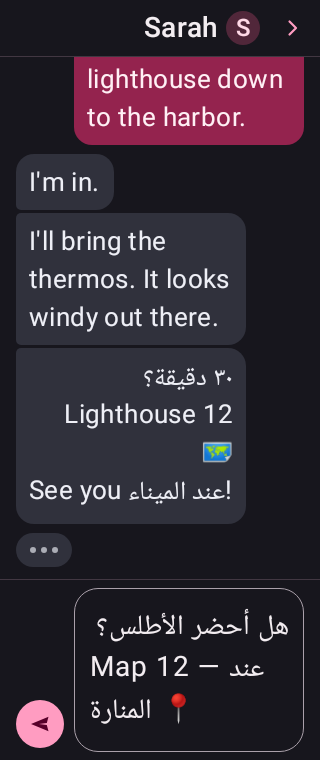 Sarah
S
lighthouse down
to the harbor.
I'm in.
I'll bring the
thermos. It looks
windy out there.
٣٠ دقيقة؟
Lighthouse 12
🗺️
See you عند الميناء!
هل أحضر الأطلس؟
Map 12 — عند
المنارة 📍